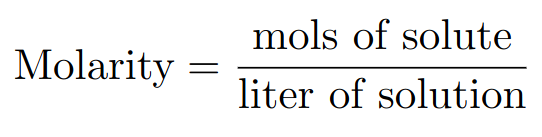 Molarity = mols of solute
liter of solution